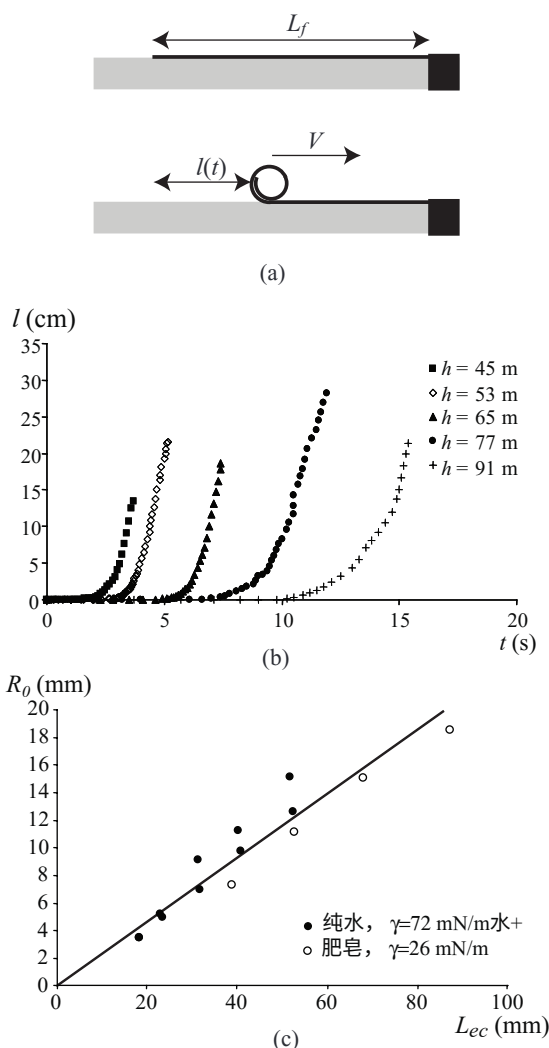 L_f
V
l(t)
(a)
l (cm)
35
30
25
20
15
10
5
0
h = 45 m
h = 53 m
h = 65 m
h = 77 m
h = 91 m
0 5 10 15 20
t (s)
(b)
R_0 (mm)
20
18
16
14
12
10
8
6
4
2
0
纯水， γ=72 mN/m水+
肥皂， γ=26 mN/m
0 20 40 60 80 100
L_ec (mm)
(c)